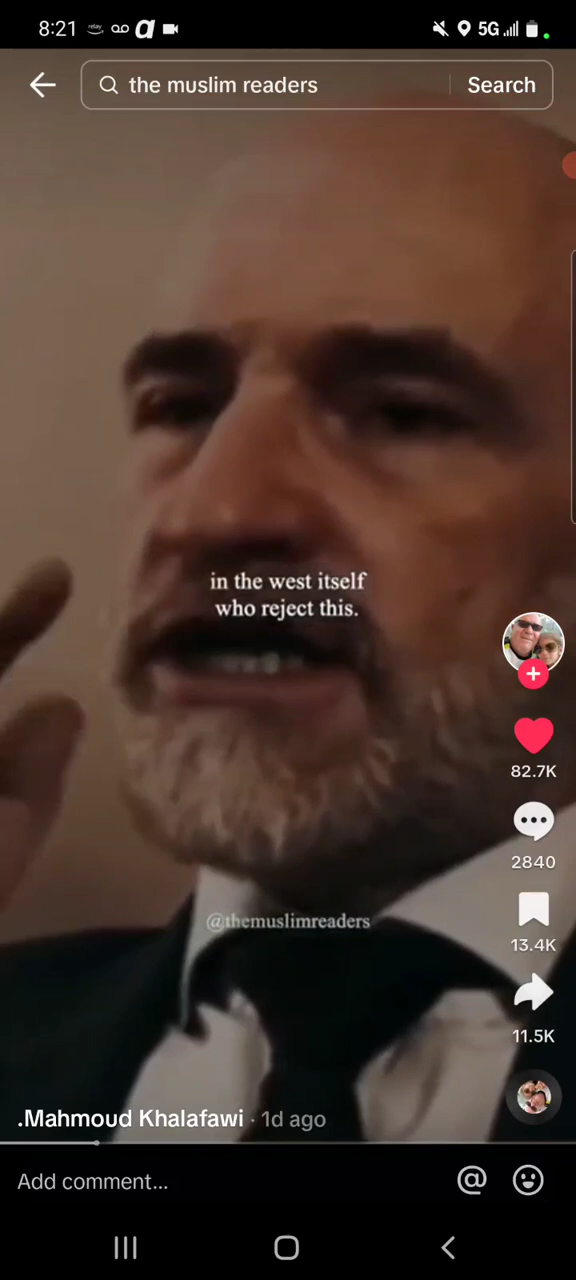 8:21 relay a 5G
the muslim readers Search
in the west itself
who reject this.
82.7K
2840
@themuslimreaders
13.4K
11.5K
.Mahmoud Khalafawi · 1d ago
Add comment... @